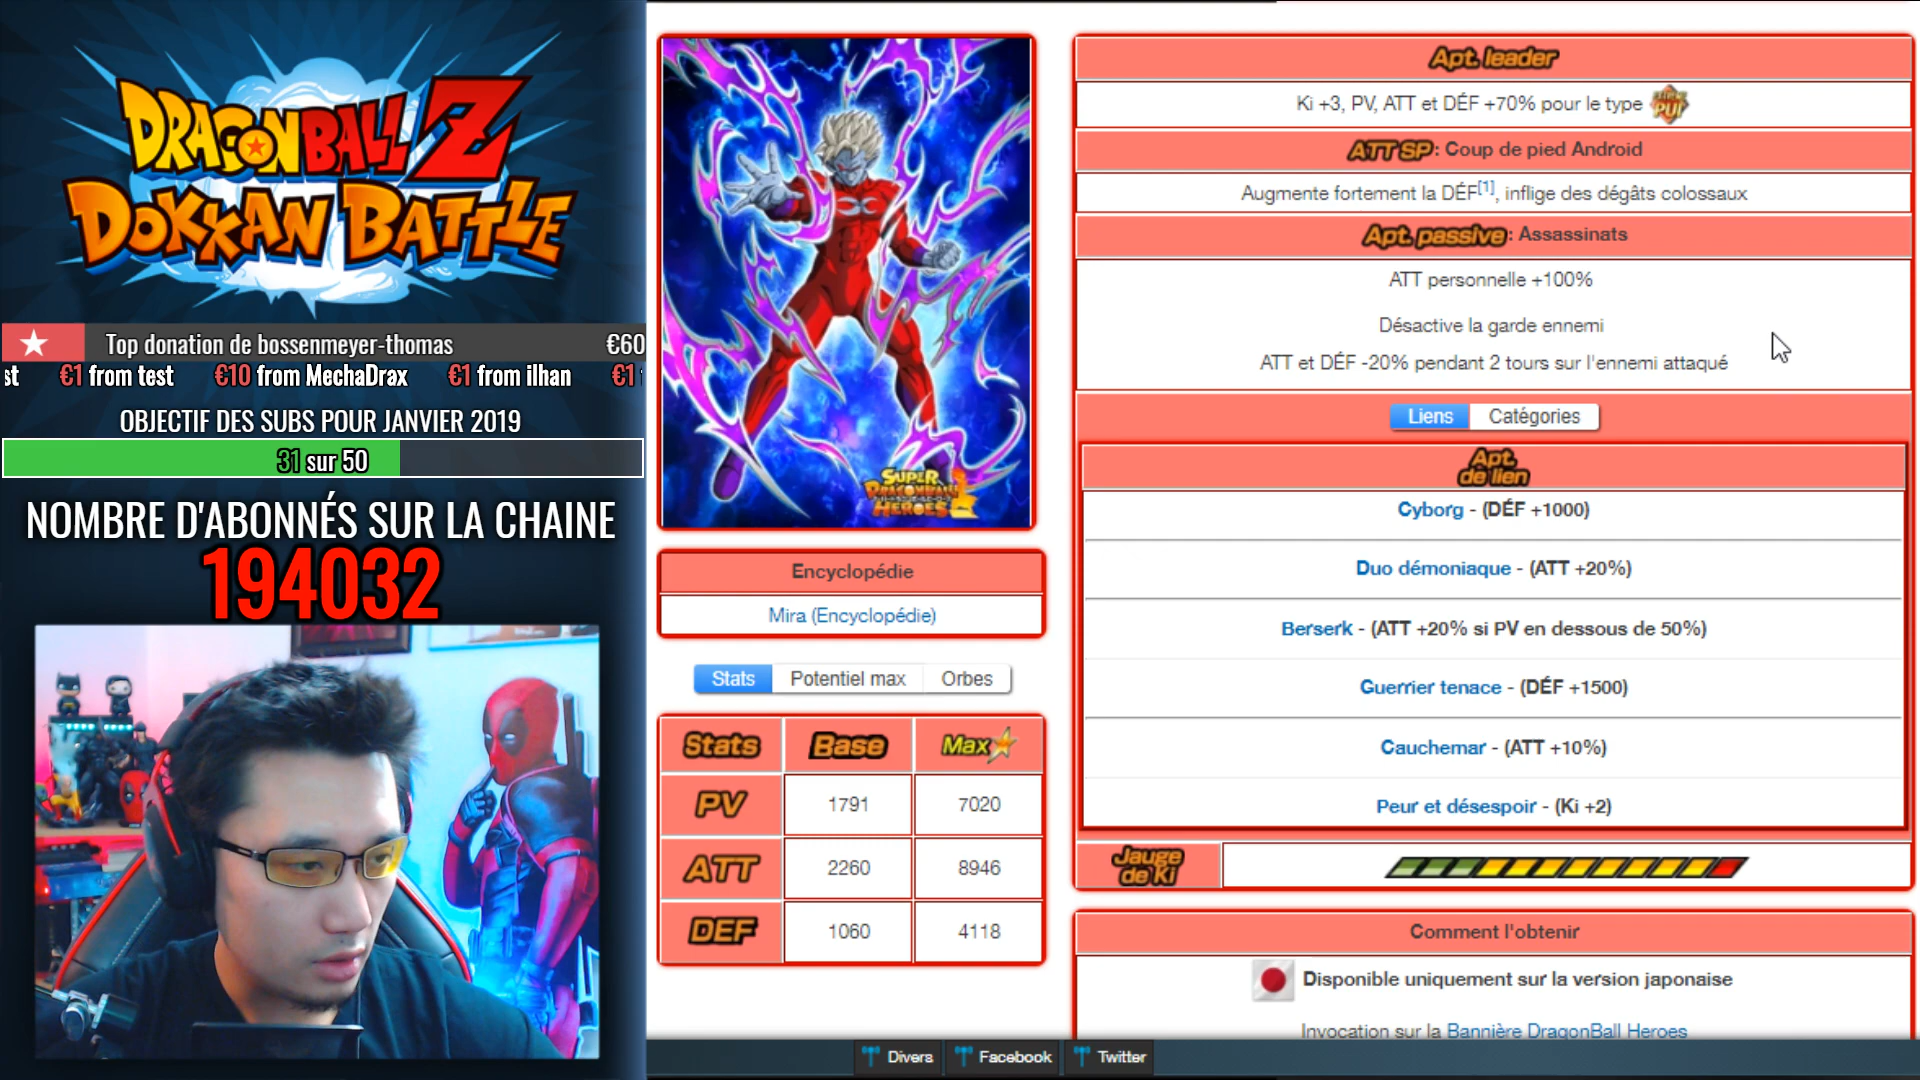 DRAGON BALL Z
DOKKAN BATTLE
Top donation de bossenmeyer-thomas €60
st €1 from test €10 from MechaDrax €1 from ilhan €1
OBJECTIF DES SUBS POUR JANVIER 2019
31 sur 50
NOMBRE D'ABONNÉS SUR LA CHAINE
194032
SUPER
DRAGONBALL
HEROES
Encyclopédie
Mira (Encyclopédie)
Stats Potentiel max Orbes
Stats Base Max
PV 1791 7020
ATT 2260 8946
DEF 1060 4118
Apt. leader
Ki +3, PV, ATT et DÉF +70% pour le type EXTRÊME PUI
ATT SP: Coup de pied Android
Augmente fortement la DÉF[1], inflige des dégâts colossaux
Apt. passive: Assassinats
ATT personnelle +100%
Désactive la garde ennemi
ATT et DÉF -20% pendant 2 tours sur l'ennemi attaqué
Liens Catégories
Apt.
de lien
Cyborg - (DÉF +1000)
Duo démoniaque - (ATT +20%)
Berserk - (ATT +20% si PV en dessous de 50%)
Guerrier tenace - (DÉF +1500)
Cauchemar - (ATT +10%)
Peur et désespoir - (Ki +2)
Jauge
de Ki
Comment l'obtenir
Disponible uniquement sur la version japonaise
Invocation sur la Bannière DragonBall Heroes
Divers Facebook Twitter